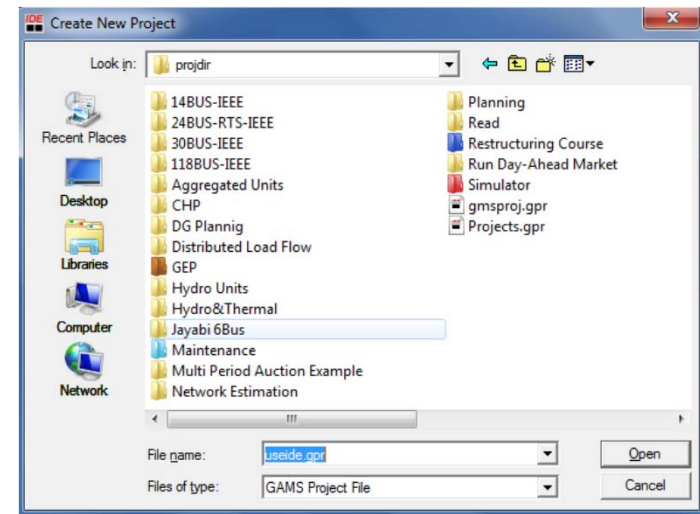 IDE Create New Project
Look in: projdir
Recent Places
Desktop
Libraries
Computer
Network
14BUS-IEEE
24BUS-RTS-IEEE
30BUS-IEEE
118BUS-IEEE
Aggregated Units
CHP
DG Plannig
Distributed Load Flow
GEP
Hydro Units
Hydro&Thermal
Jayabi 6Bus
Maintenance
Multi Period Auction Example
Network Estimation
Planning
Read
Restructuring Course
Run Day-Ahead Market
Simulator
gmsproj.gpr
Projects.gpr
File name: useide.gpr Open
Files of type: GAMS Project File Cancel